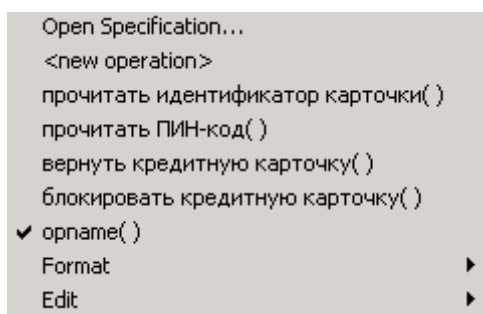 Open Specification...
<new operation>
прочитать идентификатор карточки( )
прочитать ПИН-код( )
вернуть кредитную карточку( )
блокировать кредитную карточку( )
opname( )
Format
Edit